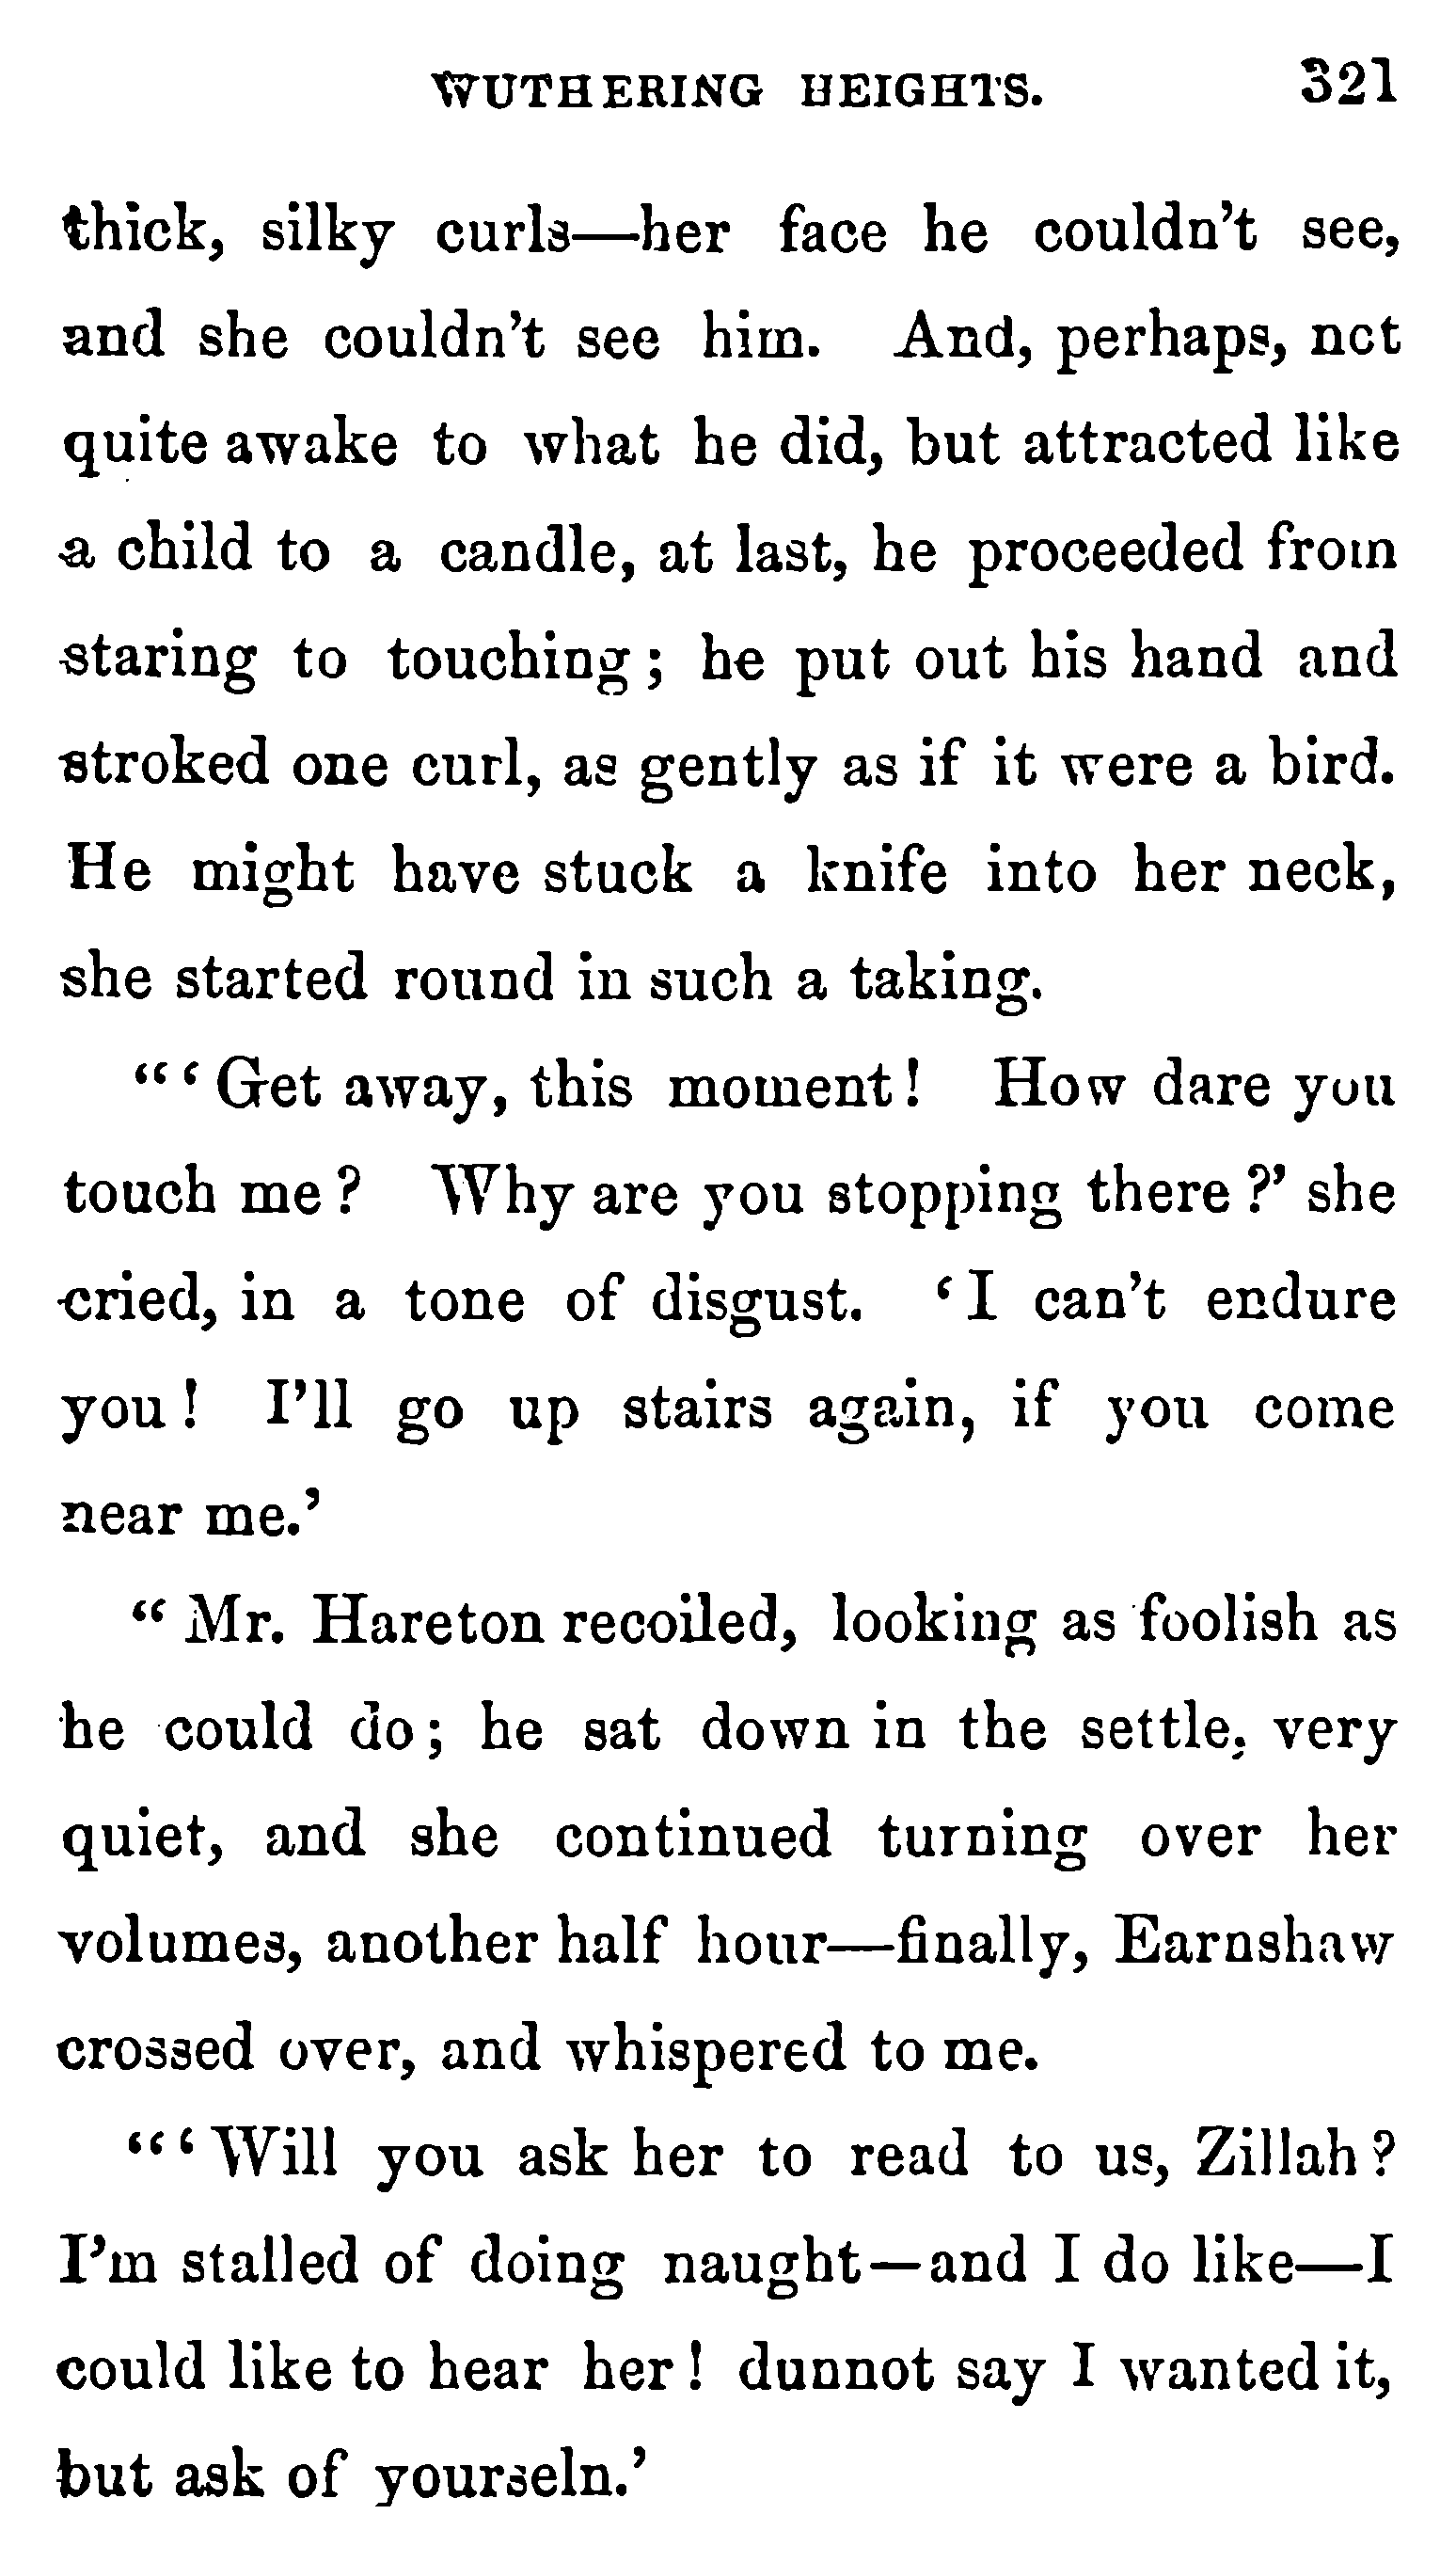 WUTHERING HEIGHTS. 321
thick, silky curls—her face he couldn't see,
and she couldn't see him. And, perhaps, not
quite awake to what he did, but attracted like
a child to a candle, at last, he proceeded from
staring to touching; he put out his hand and
stroked one curl, as gently as if it were a bird.
He might have stuck a knife into her neck,
she started round in such a taking.
"'Get away, this moment! How dare you
touch me? Why are you stopping there?' she
cried, in a tone of disgust. 'I can't endure
you! I'll go up stairs again, if you come
near me.'
"Mr. Hareton recoiled, looking as foolish as
he could do; he sat down in the settle, very
quiet, and she continued turning over her
volumes, another half hour—finally, Earnshaw
crossed over, and whispered to me.
"'Will you ask her to read to us, Zillah?
I'm stalled of doing naught—and I do like—I
could like to hear her! dunnot say I wanted it,
but ask of yourseln.'